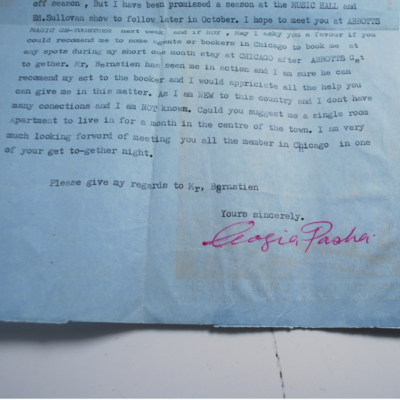 off season , But I have been promissed a season at the MUSIC HALL and
Ed.Sullovan show to follow later in October. I hope to meet you at ABBOTTS
MAGIC GE-TOGETHER next week and if not , May I asky you a favour if you
could recomend me to some agents or bookers in Chicago to book me at
any spots during my short one month stay at CHICAGO after ABBOTTS Get
to gether. Mr, Bernstien has seen me in action and I am sure he can
recomend my act to the booker and I would appriciate all the help you
can give me in this matter. As I am NEW to this country and I dont have
many conections and I am NOT known. Could you suggest me a single room
apartment to live in for a month in the centre of the town. I am very
much looking forword of meeting you all the member in Chicago in one
of your get to-gether night.
Please give my regards to Mr, Bernstien
Yours sincerely.
Gogia Pasha.